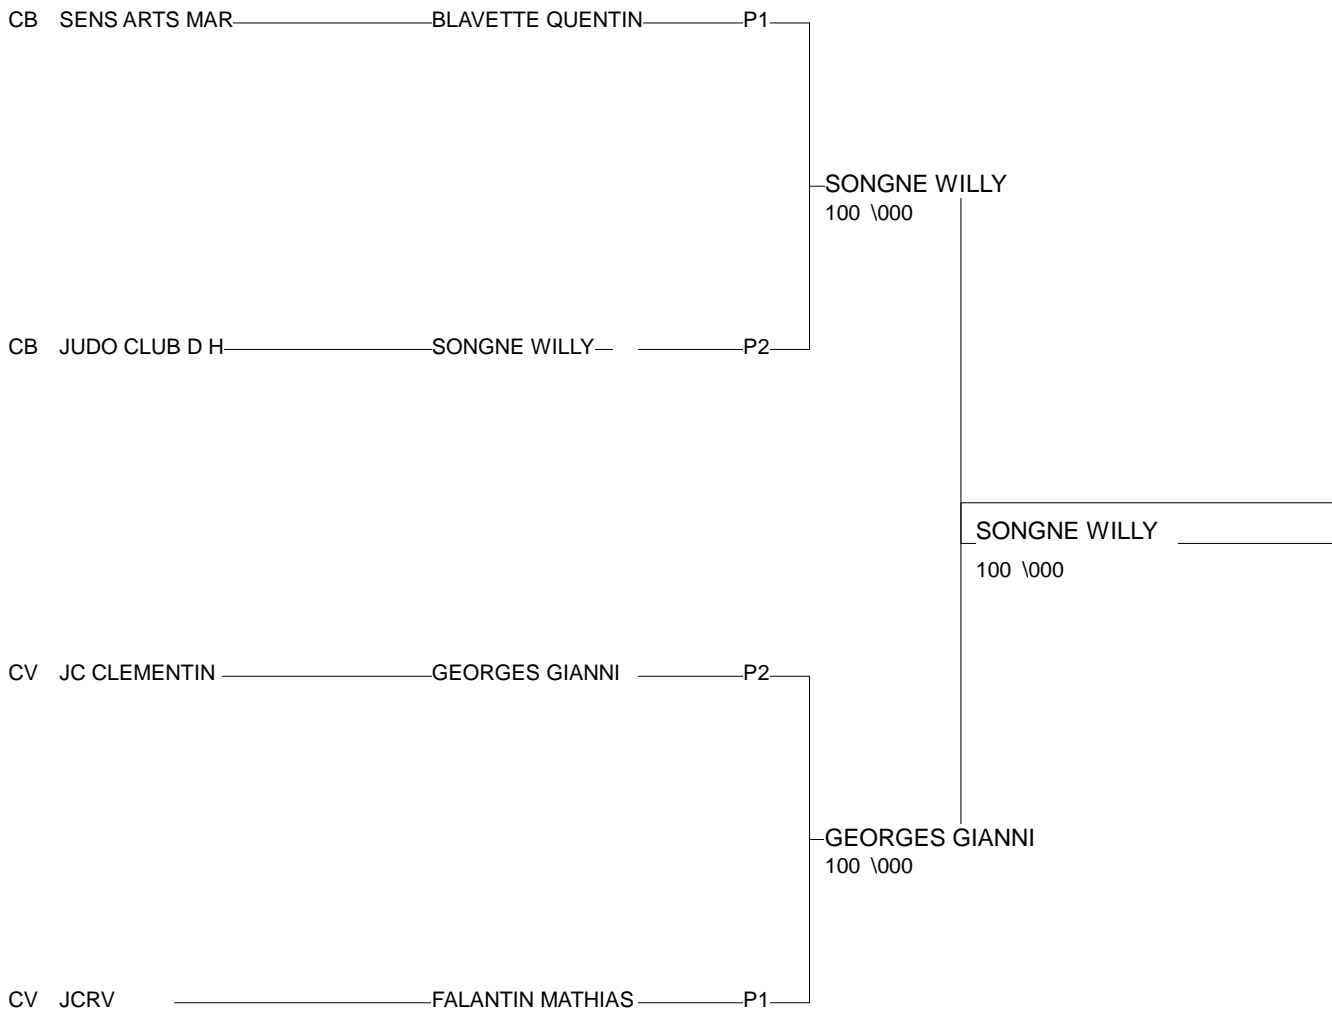 CB SENS ARTS MAR BLAVETTE QUENTIN P1
SONGNE WILLY
100 \000
CB JUDO CLUB D H SONGNE WILLY P2
SONGNE WILLY
100 \000
CV JC CLEMENTIN GEORGES GIANNI P2
GEORGES GIANNI
100 \000
CV JCRV FALANTIN MATHIAS P1